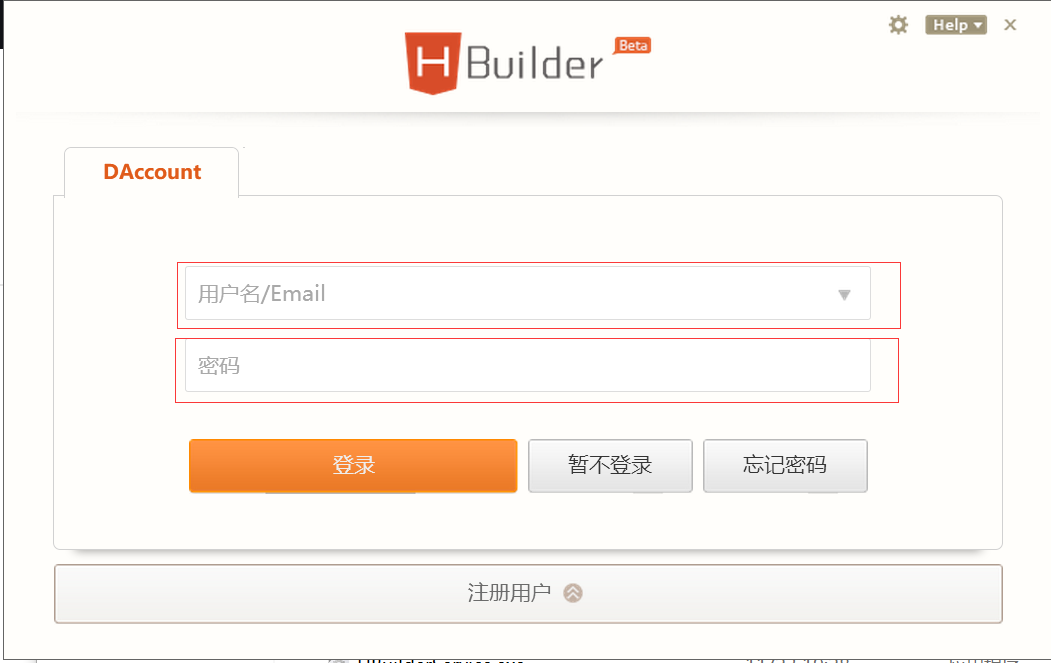 Help
HBuilder Beta
DAccount
用户名/Email
密码
登录 暂不登录 忘记密码
注册用户